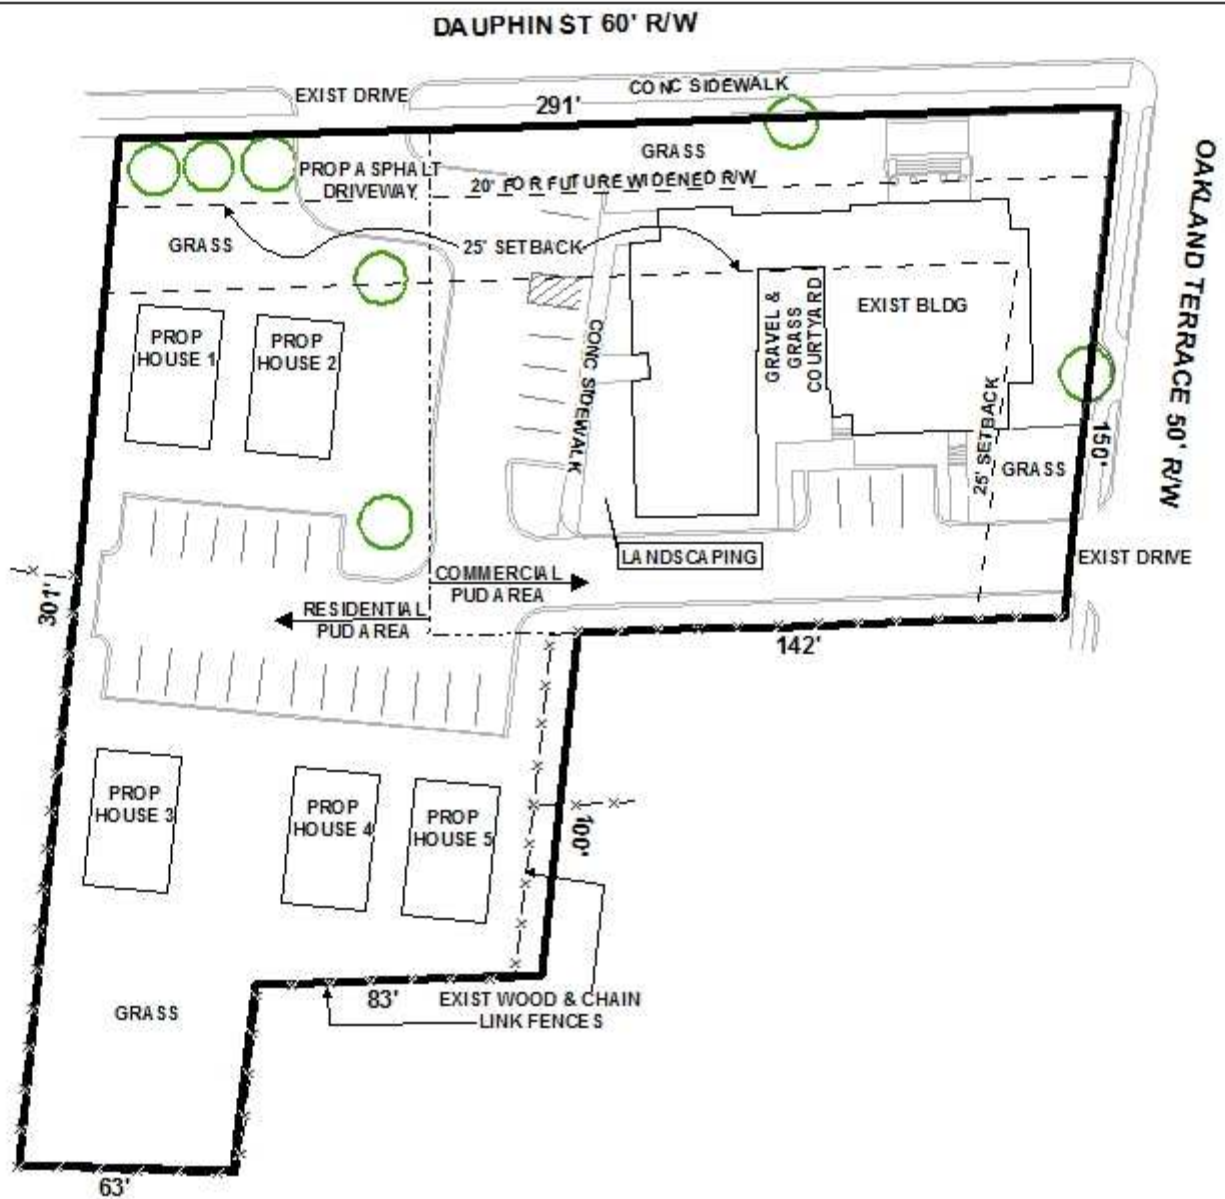 DAUPHIN ST 60' R/W
CONC SIDEWALK
EXIST DRIVE
291'
GRASS
PROP ASPHALT
DRIVEWAY
20' FOR FUTURE WIDENED R/W
OAKLAND TERRACE 50' R/W
GRASS
25' SETBACK
EXIST BLDG
GRAVEL &
GRASS
COURTYARD
PROP
HOUSE 1
PROP
HOUSE 2
CONC SIDEWALK
25' SETBACK
150'
GRASS
LANDSCAPING
EXIST DRIVE
COMMERCIAL
PUD AREA
RESIDENTIAL
PUD AREA
301'
142'
PROP
HOUSE 3
PROP
HOUSE 4
PROP
HOUSE 5
100'
83'
EXIST WOOD & CHAIN
LINK FENCES
GRASS
63'